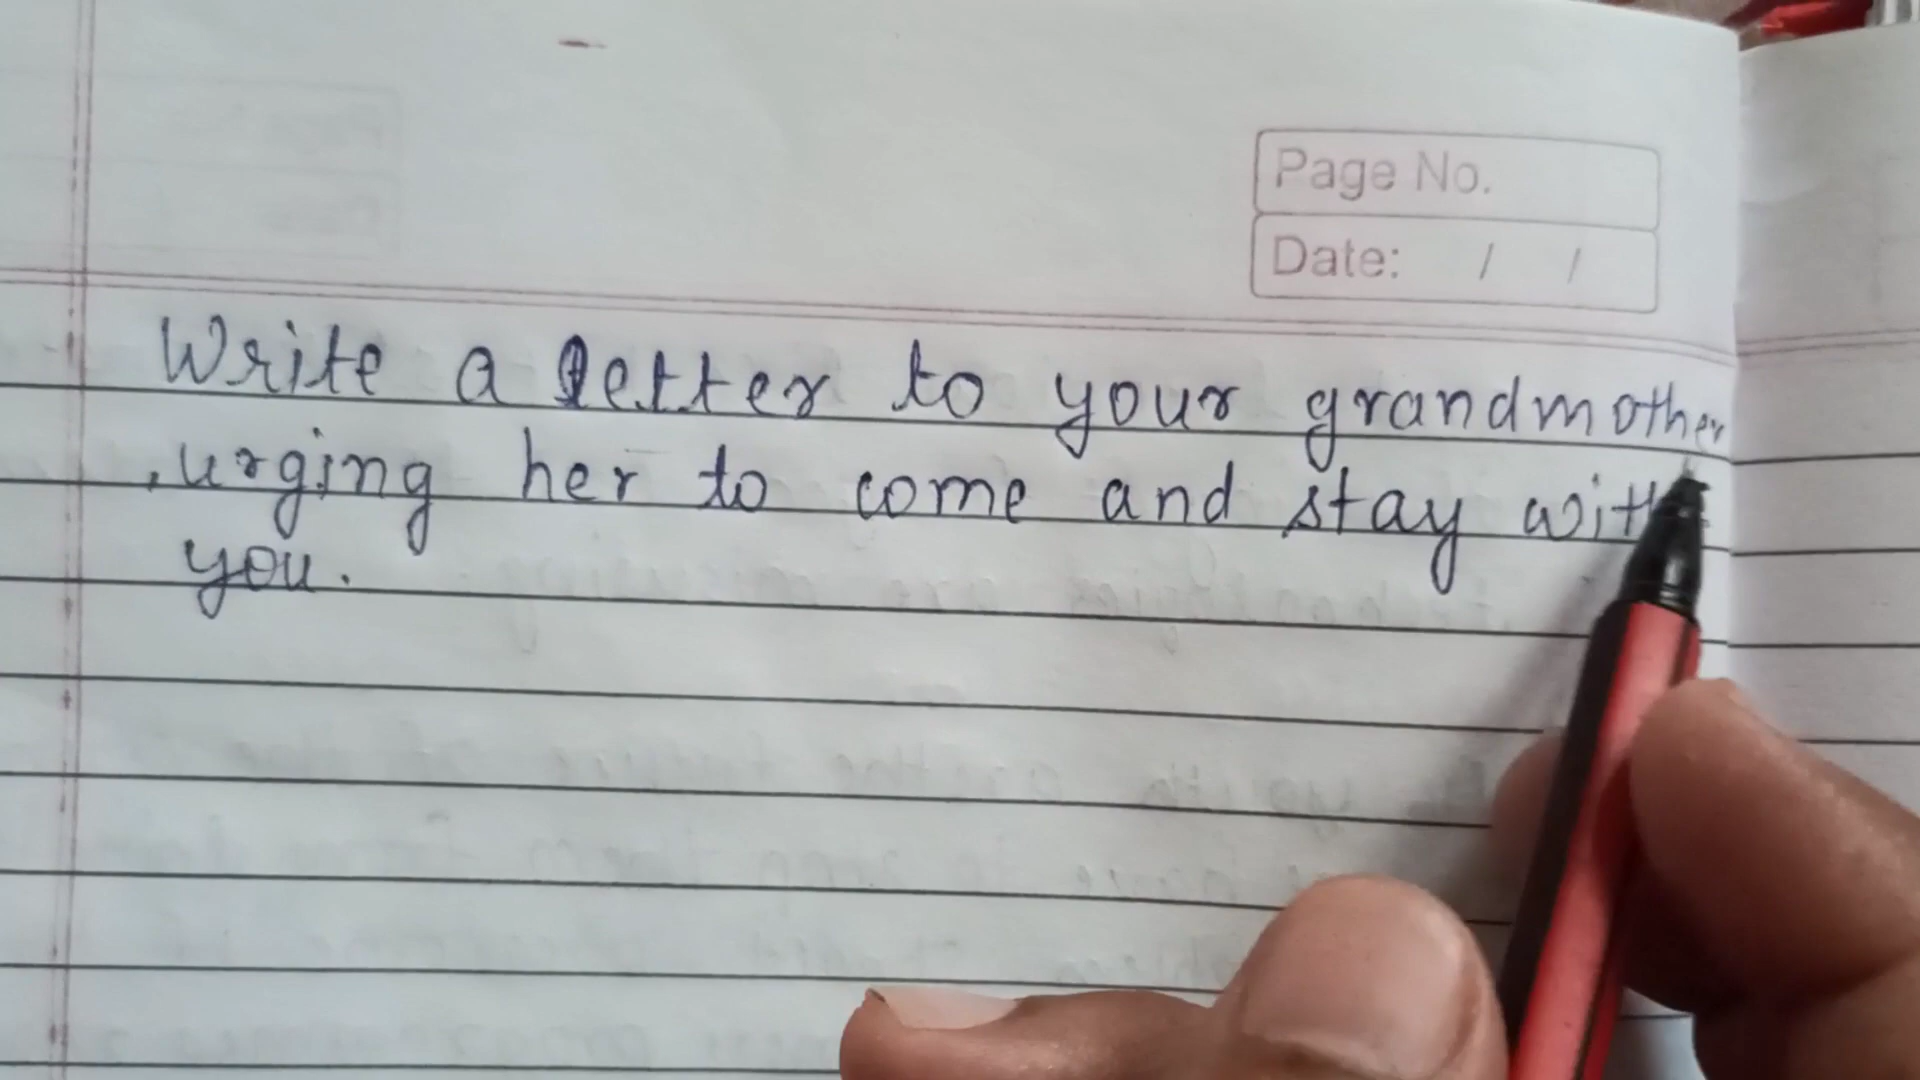 Page No.
Date: / /
Write a letter to your grandmother
, urging her to come and stay with
you.